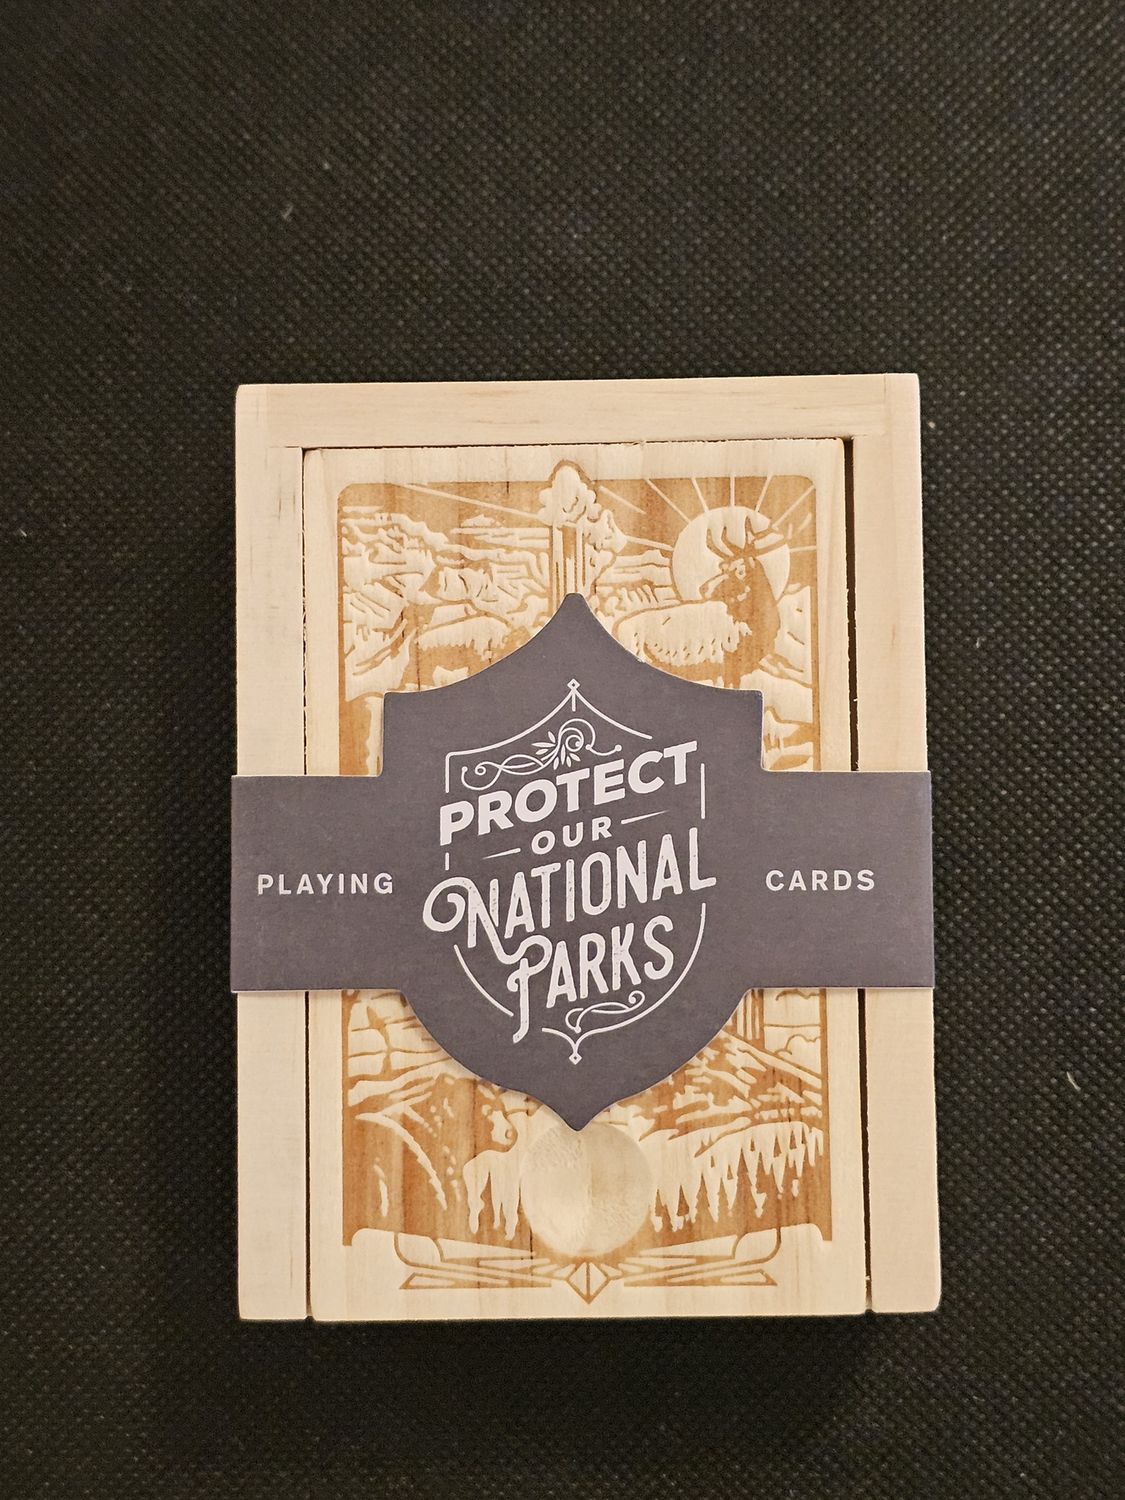 PROTECT
OUR
NATIONAL
PARKS
PLAYING CARDS